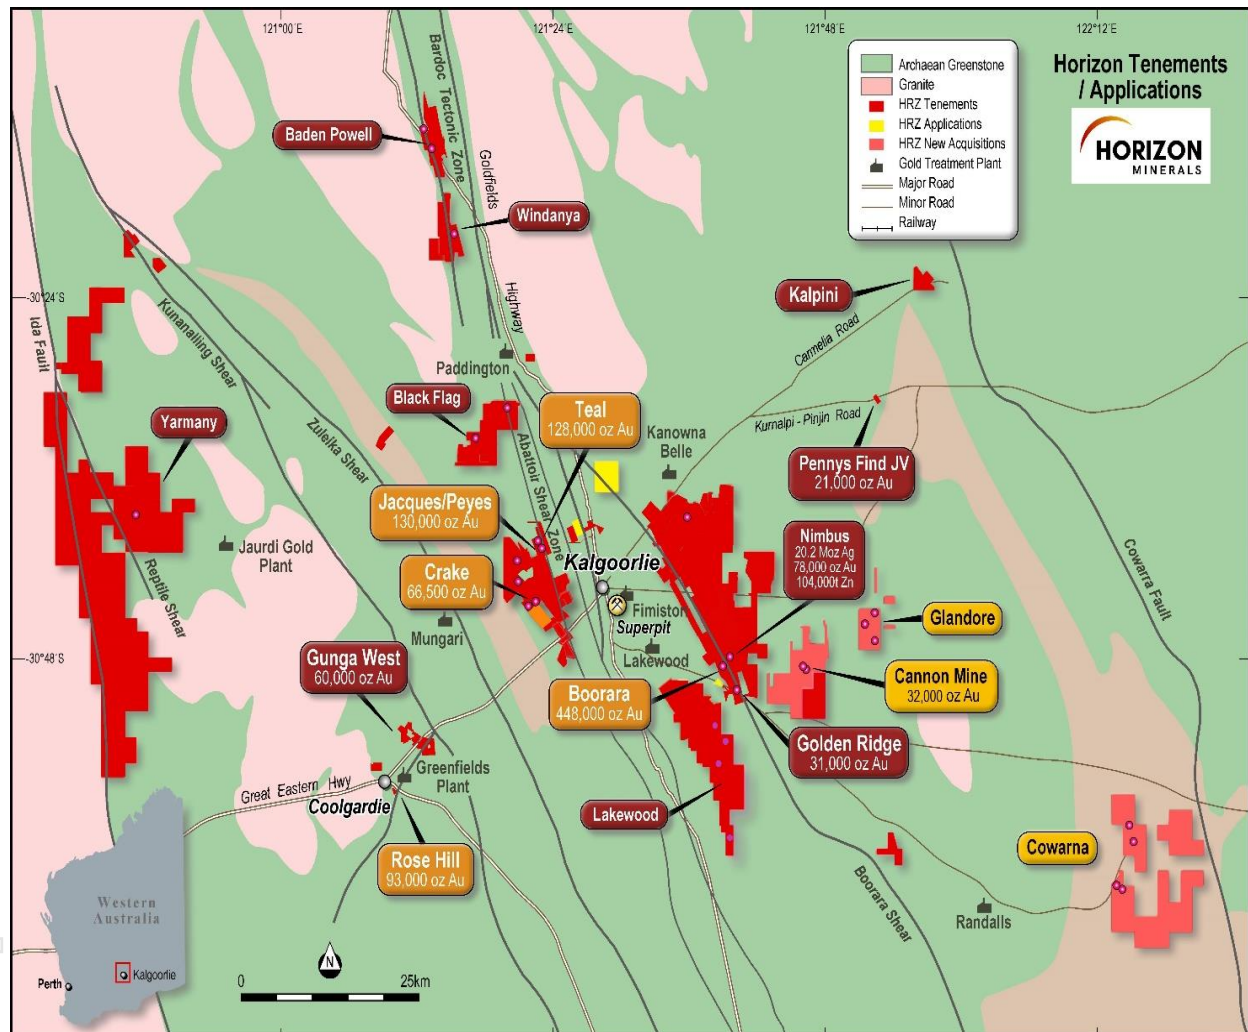 121°00'
121°24'
121°48'
122°12'
Horizon Tenements
/ Applications
HORIZON
MINERALS
Archaean Greenstone
Granite
HRZ Tenements
HRZ Applications
HRZ New Acquisitions
Gold Treatment Plant
Major Road
Minor Road
Railway
Bardoc Tectonic Zone
Goldfields
Highway
Baden Powell
Windanya
-30°24'S
Kalpini
Ida Fault
Kunanalling Shear
Carmelia Road
Paddington
Black Flag
Teal
128,000 oz Au
Kurnalpi - Pinjin Road
Yarmany
Zuleika Shear
Abattoir Shear Zone
Kanowna
Belle
Pennys Find JV
21,000 oz Au
Jacques/Peyes
130,000 oz Au
Nimbus
20.2 Moz Ag
78,000 oz Au
104,000t Zn
Jaurdi Gold
Plant
Kalgoorlie
Crake
66,500 oz Au
Cowarra Fault
Reptile Shear
Fimiston
Superpit
Glandore
Mungari
Lakewood
-30°48'S
Gunga West
60,000 oz Au
Boorara
448,000 oz Au
Cannon Mine
32,000 oz Au
Golden Ridge
31,000 oz Au
Greenfields
Plant
Great Eastern Hwy
Coolgardie
Lakewood
Rose Hill
93,000 oz Au
Cowarna
Boorara Shear
Randalls
Western
Australia
Perth
Kalgoorlie
N
0
25km